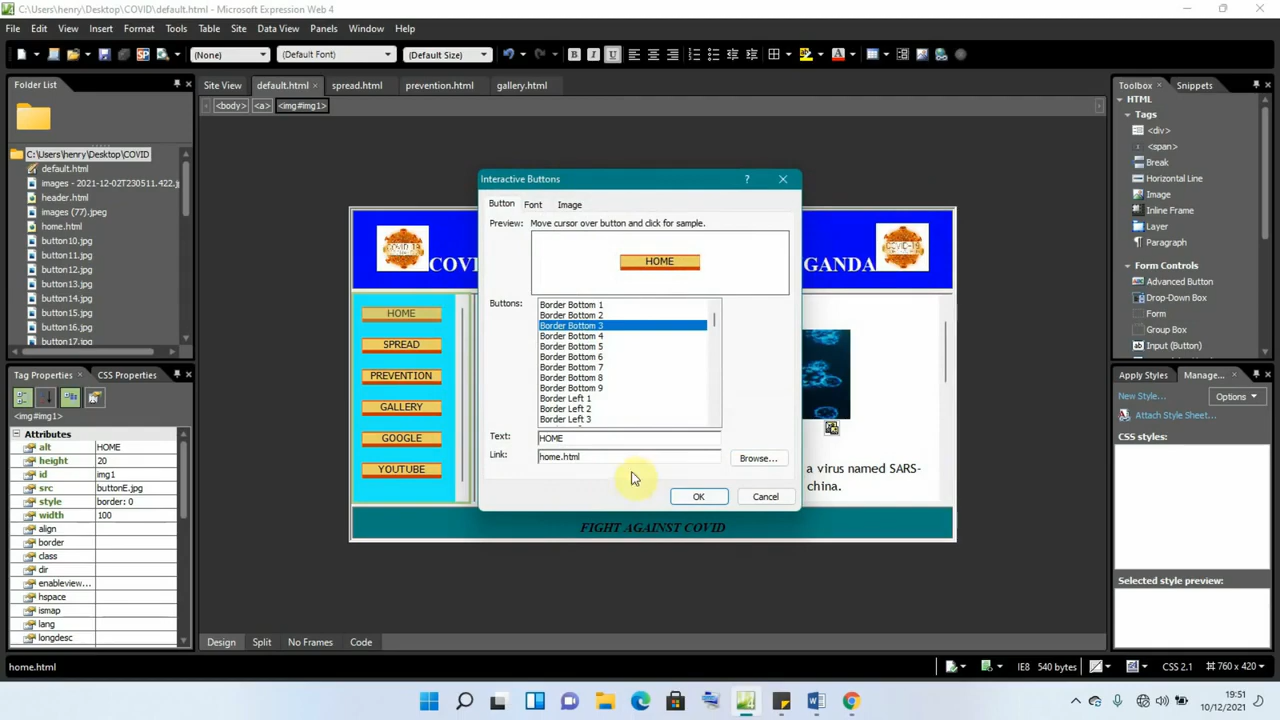 C:\Users\henry\Desktop\COVID\default.html - Microsoft Expression Web 4
File Edit View Insert Format Tools Table Site Data View Panels Window Help
(None) (Default Font) (Default Size) B I U A
Folder List
Site View default.html spread.html prevention.html gallery.html
<body> <a> <img#img1>
C:\Users\henry\Desktop\COVID
default.html
images - 2021-12-02T230511.422.j
header.html
images (77).jpeg
home.html
button10.jpg
button11.jpg
button12.jpg
button13.jpg
button14.jpg
button15.jpg
button16.jpg
button17.jpg
Tag Properties CSS Properties
<img#img1>
Attributes
alt HOME
height 20
id img1
src buttonE.jpg
style border: 0
width 100
align
border
class
dir
enableview...
hspace
ismap
lang
longdesc
COV
GANDA
HOME
SPREAD
PREVENTION
GALLERY
GOOGLE
YOUTUBE
a virus named SARS-
china.
FIGHT AGAINST COVID
Interactive Buttons ?
Button Font Image
Preview: Move cursor over button and click for sample.
HOME
Buttons: Border Bottom 1
Border Bottom 2
Border Bottom 3
Border Bottom 4
Border Bottom 5
Border Bottom 6
Border Bottom 7
Border Bottom 8
Border Bottom 9
Border Left 1
Border Left 2
Border Left 3
Text: HOME
Link: home.html Browse...
OK Cancel
Toolbox Snippets
HTML
Tags
<div>
<span>
Break
Horizontal Line
Image
Inline Frame
Layer
Paragraph
Form Controls
Advanced Button
Drop-Down Box
Form
Group Box
Input (Button)
Apply Styles Manage...
New Style... Options
Attach Style Sheet...
CSS styles:
Selected style preview:
Design Split No Frames Code
home.html IE8 540 bytes CSS 2.1 760 x 420
19:51
10/12/2021